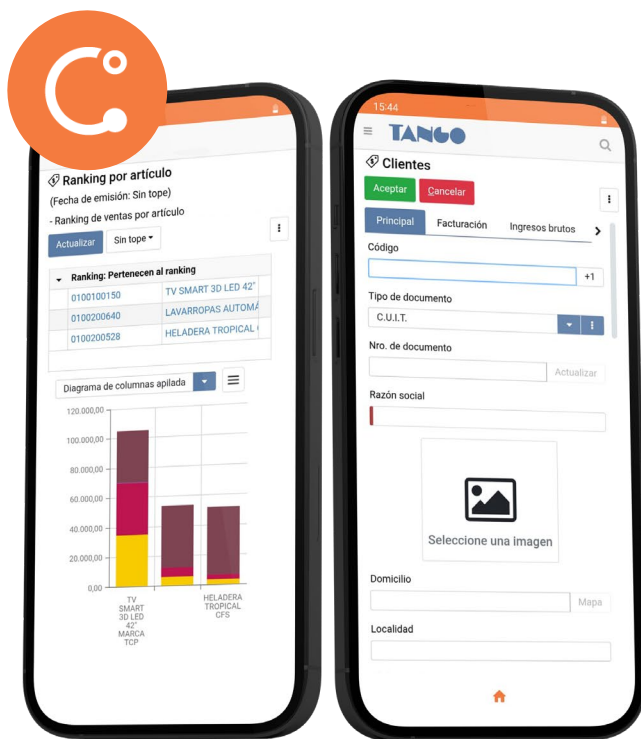 Ranking por artículo
(Fecha de emisión: Sin tope)
- Ranking de ventas por artículo
Actualizar
Sin tope
Ranking: Pertenecen al ranking
0100100150
TV SMART 3D LED 42"
0100200640
LAVARROPAS AUTOMÁ
0100200528
HELADERA TROPICAL
Diagrama de columnas apilada
120.000,00
100.000,00
80.000,00
60.000,00
40.000,00
20.000,00
0,00
TV
SMART
3D LED
42"
MARCA
TCP
HELADERA
TROPICAL
CFS
15:44
TANGO
Clientes
Aceptar
Cancelar
Principal
Facturación
Ingresos brutos
Código
+1
Tipo de documento
C.U.I.T.
Nro. de documento
Actualizar
Razón social
Seleccione una imagen
Domicilio
Mapa
Localidad